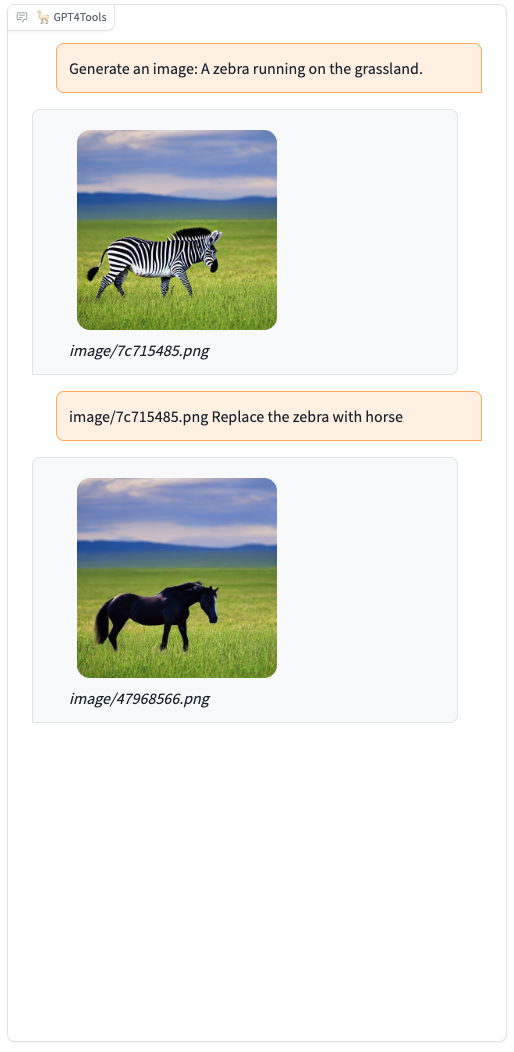 GPT4Tools
Generate an image: A zebra running on the grassland.
image/7c715485.png
image/7c715485.png Replace the zebra with horse
image/47968566.png